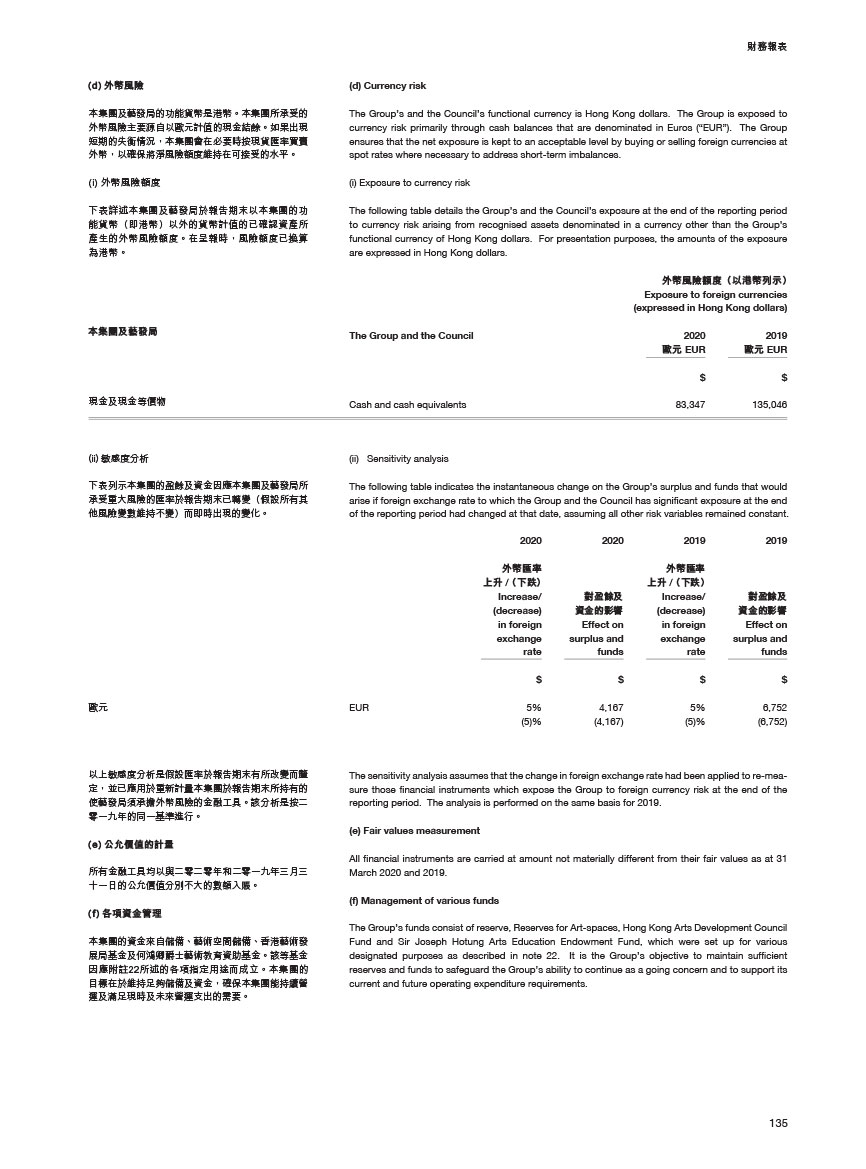 財務報表
(d) 外幣風險
本集團及藝發局的功能貨幣是港幣。本集團所承受的
外幣風險主要源自以歐元計值的現金結餘。如果出現
短期的失衡情況，本集團會在必要時按現貨匯率買賣
外幣，以確保將淨風險額度維持在可接受的水平。
(i) 外幣風險額度
下表詳述本集團及藝發局於報告期末以本集團的功
能貨幣（即港幣）以外的貨幣計值的已確認資產所
產生的外幣風險額度。在呈報時，風險額度已換算
為港幣。
(d) Currency risk
The Group's and the Council's functional currency is Hong Kong dollars. The Group is exposed to
currency risk primarily through cash balances that are denominated in Euros (“EUR”). The Group
ensures that the net exposure is kept to an acceptable level by buying or selling foreign currencies at
spot rates where necessary to address short-term imbalances.
(i) Exposure to currency risk
The following table details the Group's and the Council's exposure at the end of the reporting period
to currency risk arising from recognised assets denominated in a currency other than the Group's
functional currency of Hong Kong dollars. For presentation purposes, the amounts of the exposure
are expressed in Hong Kong dollars.
外幣風險額度（以港幣列示）
Exposure to foreign currencies
(expressed in Hong Kong dollars)
本集團及藝發局 The Group and the Council 2020 2019
歐元 EUR 歐元 EUR
$ $
現金及現金等價物 Cash and cash equivalents 83,347 135,046
(ii) 敏感度分析
下表列示本集團的盈餘及資金因應本集團及藝發局所
承受重大風險的匯率於報告期末已轉變（假設所有其
他風險變數維持不變）而即時出現的變化。
(ii) Sensitivity analysis
The following table indicates the instantaneous change on the Group's surplus and funds that would
arise if foreign exchange rate to which the Group and the Council has significant exposure at the end
of the reporting period had changed at that date, assuming all other risk variables remained constant.
2020 2020 2019 2019
外幣匯率 外幣匯率
上升 /（下跌） 上升 /（下跌）
Increase/ 對盈餘及 Increase/ 對盈餘及
(decrease) 資金的影響 (decrease) 資金的影響
in foreign Effect on in foreign Effect on
exchange surplus and exchange surplus and
rate funds rate funds
$ $ $ $
歐元 EUR 5% 4,167 5% 6,752
(5)% (4,167) (5)% (6,752)
以上敏感度分析是假設匯率於報告期末有所改變而釐
定，並已應用於重新計量本集團於報告期末所持有的
使藝發局須承擔外幣風險的金融工具。該分析是按二
零一九年的同一基準進行。
(e) 公允價值的計量
所有金融工具均以與二零二零年和二零一九年三月三
十一日的公允價值分別不大的數額入賬。
(f) 各項資金管理
本集團的資金來自儲備、藝術空間儲備、香港藝術發
展局基金及何鴻卿爵士藝術教育資助基金。該等基金
因應附註22所述的各項指定用途而成立。本集團的
目標在於維持足夠儲備及資金，確保本集團能持續營
運及滿足現時及未來營運支出的需要。
The sensitivity analysis assumes that the change in foreign exchange rate had been applied to re-mea-
sure those financial instruments which expose the Group to foreign currency risk at the end of the
reporting period. The analysis is performed on the same basis for 2019.
(e) Fair values measurement
All financial instruments are carried at amount not materially different from their fair values as at 31
March 2020 and 2019.
(f) Management of various funds
The Group's funds consist of reserve, Reserves for Art-spaces, Hong Kong Arts Development Council
Fund and Sir Joseph Hotung Arts Education Endowment Fund, which were set up for various
designated purposes as described in note 22. It is the Group's objective to maintain sufficient
reserves and funds to safeguard the Group's ability to continue as a going concern and to support its
current and future operating expenditure requirements.
135